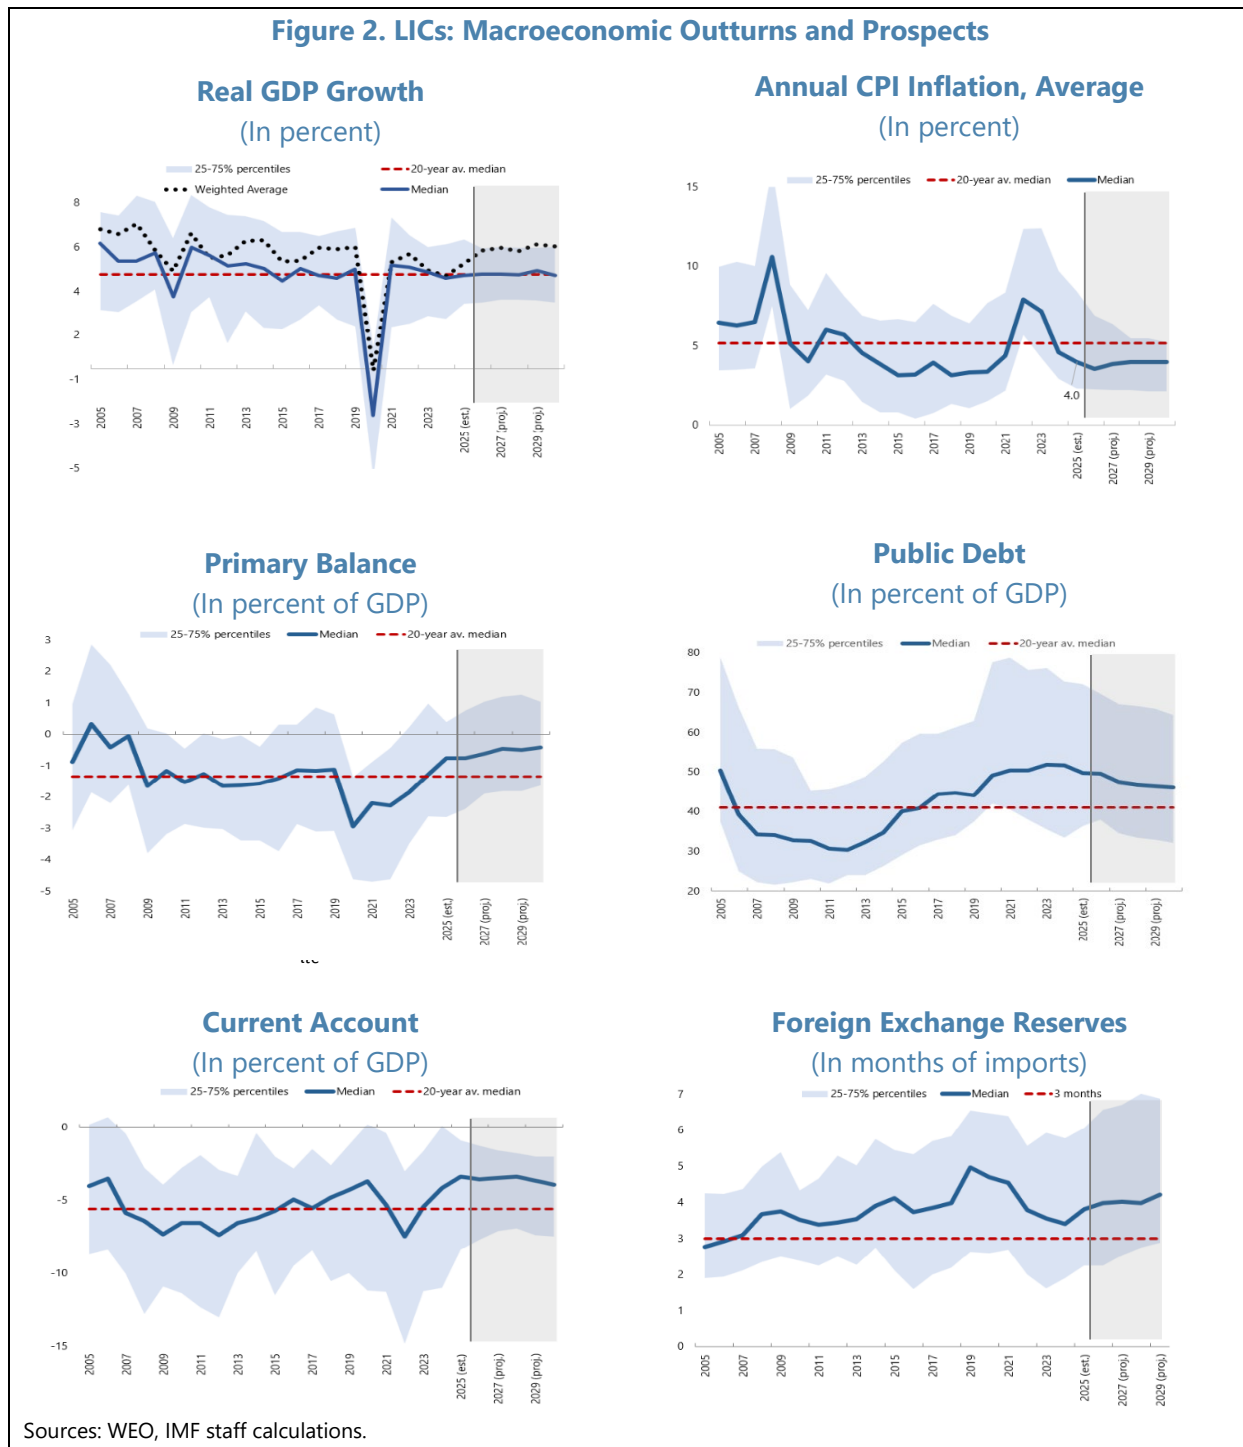 Figure 2. LICs: Macroeconomic Outturns and Prospects
Real GDP Growth
(In percent)
25-75% percentiles
20-year av. median
Weighted Average
Median
8
6
4
2
-1
-3
-5
2005
2007
2009
2011
2013
2015
2017
2019
2021
2023
2025 (est.)
2027 (proj.)
2029 (proj.)
Annual CPI Inflation, Average
(In percent)
25-75% percentiles
20-year av. median
Median
15
10
5
0
4.0
2005
2007
2009
2011
2013
2015
2017
2019
2021
2023
2025 (est.)
2027 (proj.)
2029 (proj.)
Primary Balance
(In percent of GDP)
25-75% percentiles
Median
20-year av. median
3
2
1
0
-1
-2
-3
-4
-5
2005
2007
2009
2011
2013
2015
2017
2019
2021
2023
2025 (est.)
2027 (proj.)
2029 (proj.)
Public Debt
(In percent of GDP)
25-75% percentiles
Median
20-year av. median
80
70
60
50
40
30
20
2005
2007
2009
2011
2013
2015
2017
2019
2021
2023
2025 (est.)
2027 (proj.)
2029 (proj.)
Current Account
(In percent of GDP)
25-75% percentiles
Median
20-year av. median
0
-5
-10
-15
2005
2007
2009
2011
2013
2015
2017
2019
2021
2023
2025 (est.)
2027 (proj.)
2029 (proj.)
Foreign Exchange Reserves
(In months of imports)
25-75% percentiles
Median
3 months
7
6
5
4
3
2
1
0
2005
2007
2009
2011
2013
2015
2017
2019
2021
2023
2025 (est.)
2027 (proj.)
2029 (proj.)
Sources: WEO, IMF staff calculations.